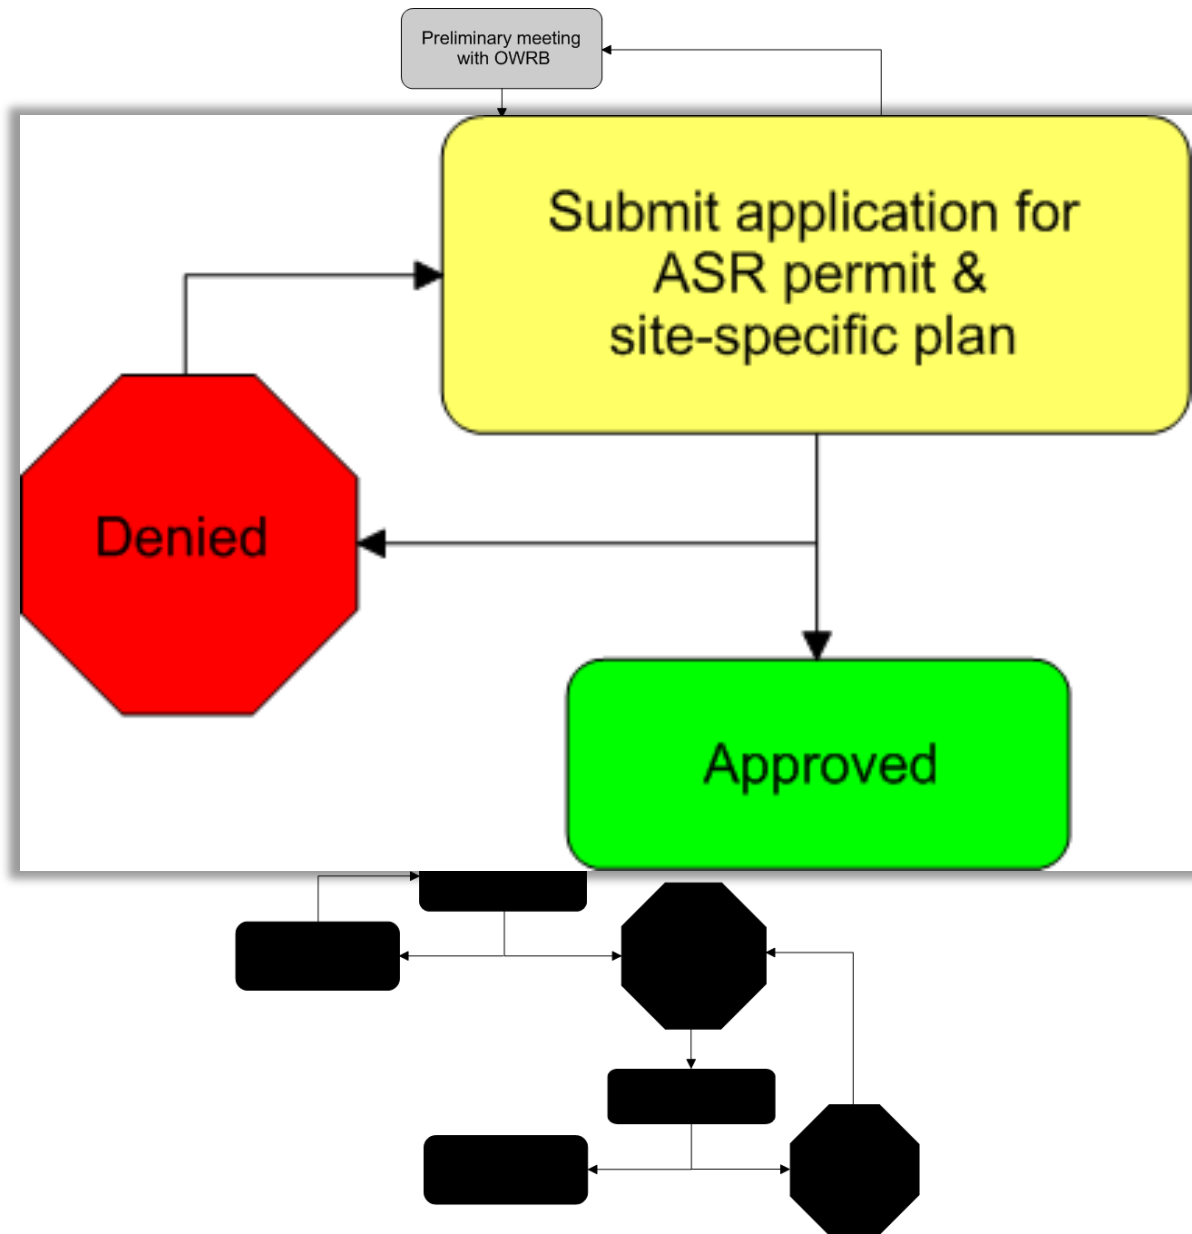 Preliminary meeting
with OWRB
Submit application for
ASR permit &
site-specific plan
Denied
Approved